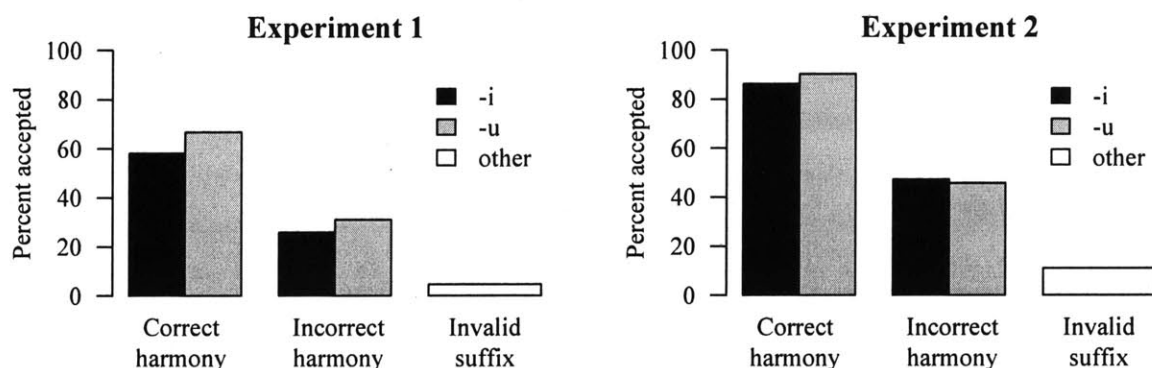 Experiment 1
Percent accepted
100
80
60
40
20
0
-i
-u
other
Correct harmony
Incorrect harmony
Invalid suffix
Experiment 2
Percent accepted
100
80
60
40
20
0
-i
-u
other
Correct harmony
Incorrect harmony
Invalid suffix